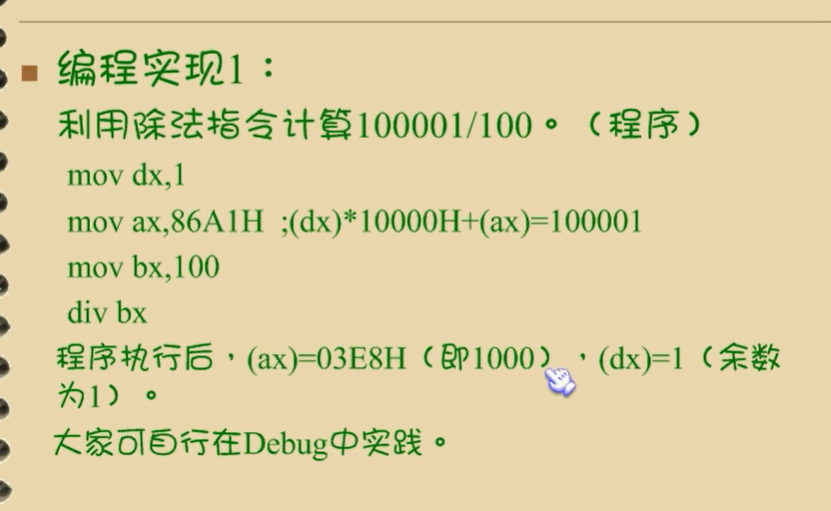 编程实现1：
利用除法指令计算100001/100。（程序）
mov dx,1
mov ax,86A1H ;(dx)*10000H+(ax)=100001
mov bx,100
div bx
程序执行后，(ax)=03E8H（即1000），(dx)=1（余数
为1）。
大家可自行在Debug中实践。